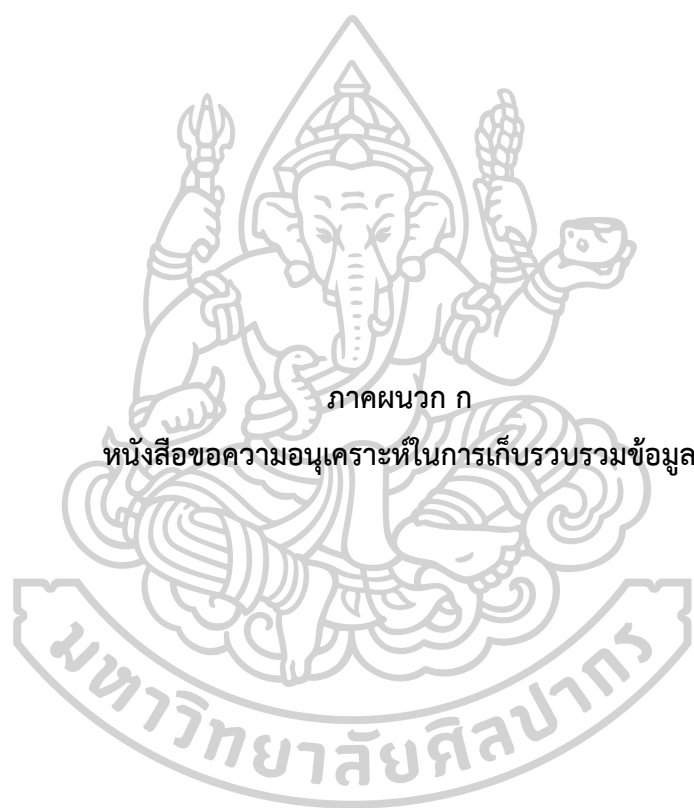 ภาคผนวก ก
หนังสือขอความอนุเคราะห์ในการเก็บรวบรวมข้อมูล
มหาวิทยาลัยศิลปากร